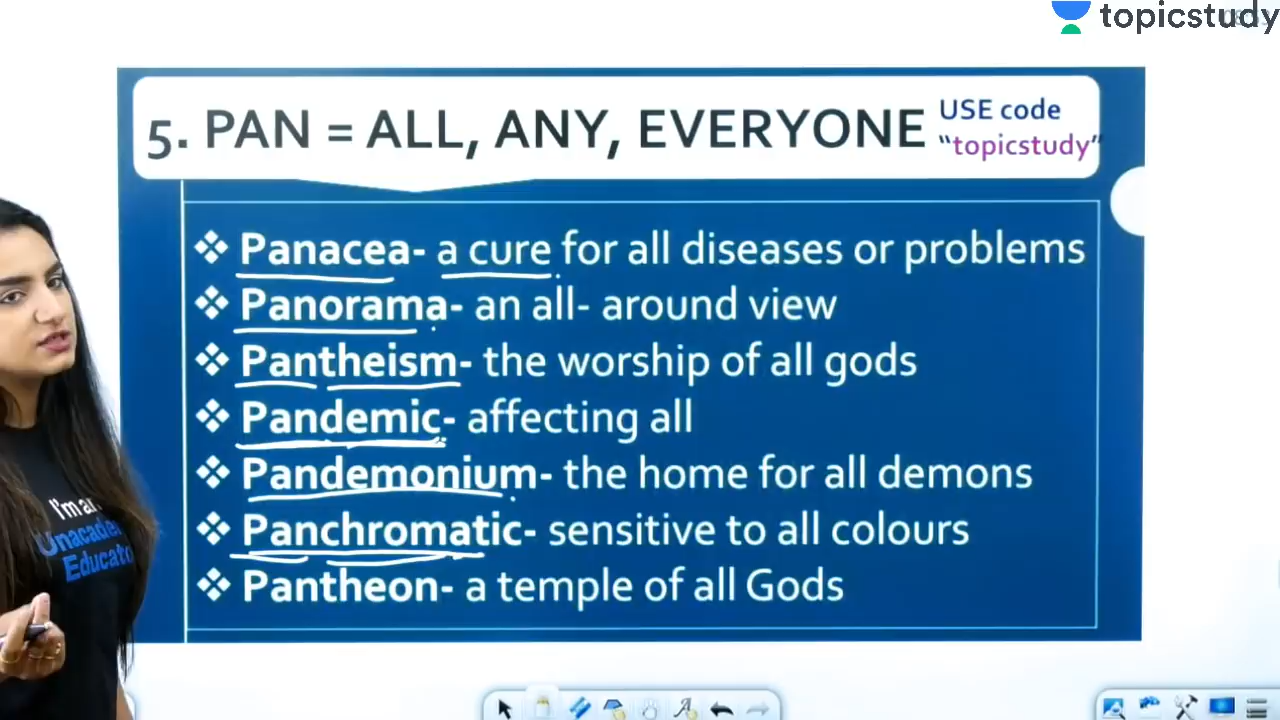 topicstudy
5. PAN = ALL, ANY, EVERYONE
USE code
“topicstudy”
❖ Panacea- a cure for all diseases or problems
❖ Panorama- an all- around view
❖ Pantheism- the worship of all gods
❖ Pandemic- affecting all
❖ Pandemonium- the home for all demons
❖ Panchromatic- sensitive to all colours
❖ Pantheon- a temple of all Gods
I'm a
Unacade
Educato